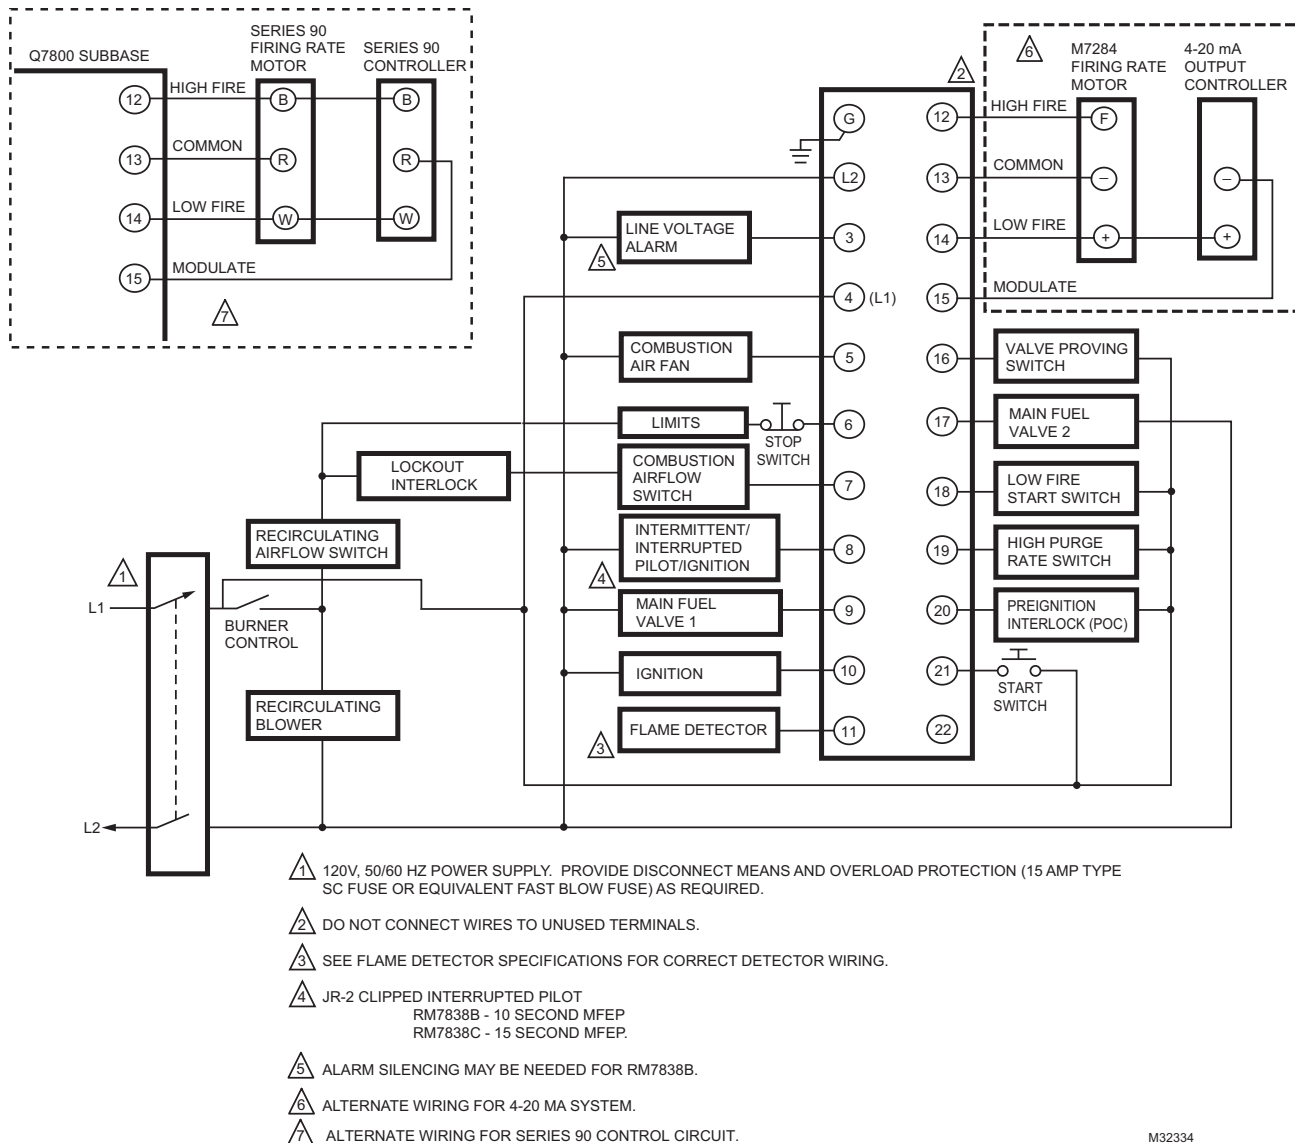 Q7800 SUBBASE
SERIES 90
FIRING RATE
MOTOR
SERIES 90
CONTROLLER
12
HIGH FIRE
B
B
13
COMMON
R
R
14
LOW FIRE
W
W
15
MODULATE
7
2
6
M7284
FIRING RATE
MOTOR
4-20 mA
OUTPUT
CONTROLLER
G
12
HIGH FIRE
F
L2
13
COMMON
–
–
LINE VOLTAGE
ALARM
5
3
14
LOW FIRE
+
+
4
(L1)
15
MODULATE
COMBUSTION
AIR FAN
5
16
VALVE PROVING
SWITCH
LIMITS
STOP
SWITCH
6
17
MAIN FUEL
VALVE 2
LOCKOUT
INTERLOCK
COMBUSTION
AIRFLOW
SWITCH
7
18
LOW FIRE
START SWITCH
RECIRCULATING
AIRFLOW SWITCH
INTERMITTENT/
INTERRUPTED
PILOT/IGNITION
4
8
19
HIGH PURGE
RATE SWITCH
1
L1
BURNER
CONTROL
MAIN FUEL
VALVE 1
9
20
PREIGNITION
INTERLOCK (POC)
IGNITION
10
21
START
SWITCH
RECIRCULATING
BLOWER
FLAME DETECTOR
3
11
22
L2
1 120V, 50/60 HZ POWER SUPPLY. PROVIDE DISCONNECT MEANS AND OVERLOAD PROTECTION (15 AMP TYPE
SC FUSE OR EQUIVALENT FAST BLOW FUSE) AS REQUIRED.
2 DO NOT CONNECT WIRES TO UNUSED TERMINALS.
3 SEE FLAME DETECTOR SPECIFICATIONS FOR CORRECT DETECTOR WIRING.
4 JR-2 CLIPPED INTERRUPTED PILOT
RM7838B - 10 SECOND MFEP
RM7838C - 15 SECOND MFEP.
5 ALARM SILENCING MAY BE NEEDED FOR RM7838B.
6 ALTERNATE WIRING FOR 4-20 MA SYSTEM.
7 ALTERNATE WIRING FOR SERIES 90 CONTROL CIRCUIT.
M32334